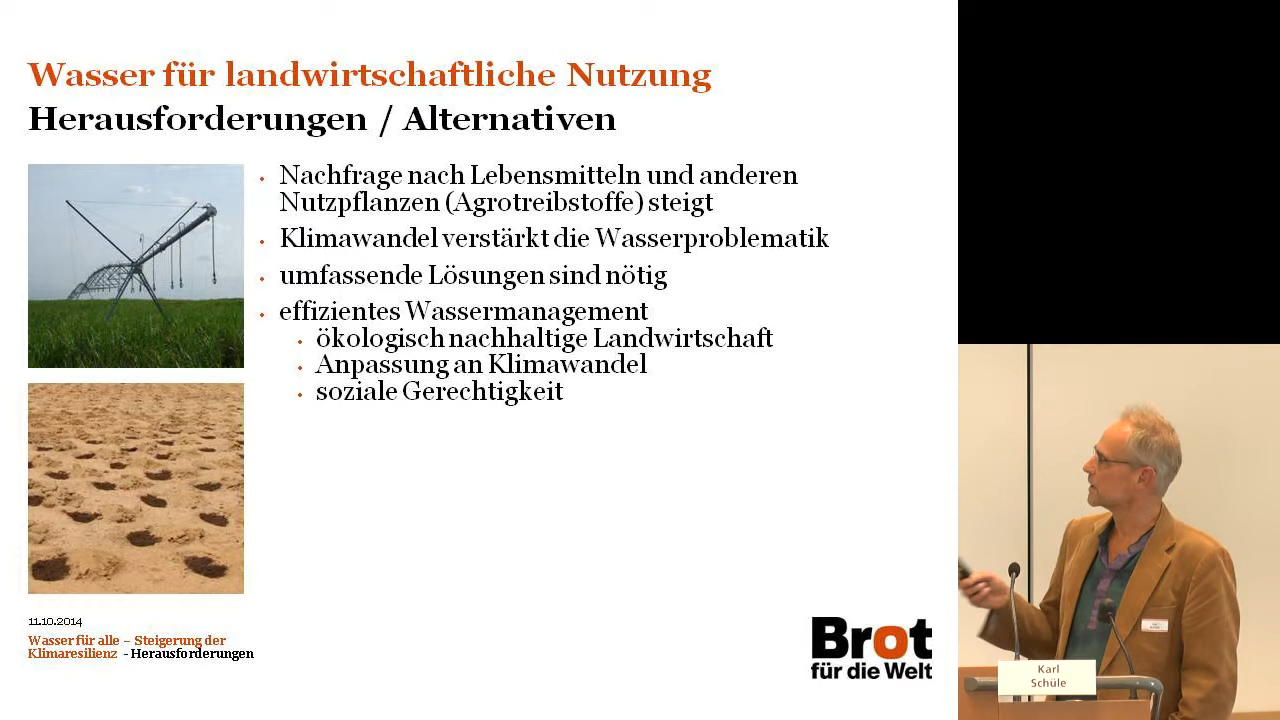 Wasser für landwirtschaftliche Nutzung
Herausforderungen / Alternativen
Nachfrage nach Lebensmitteln und anderen
Nutzpflanzen (Agrotreibstoffe) steigt
Klimawandel verstärkt die Wasserproblematik
umfassende Lösungen sind nötig
effizientes Wassermanagement
ökologisch nachhaltige Landwirtschaft
Anpassung an Klimawandel
soziale Gerechtigkeit
11.10.2014
Wasser für alle – Steigerung der
Klimaresilienz - Herausforderungen
Brot
für die Welt
Karl
Schüle